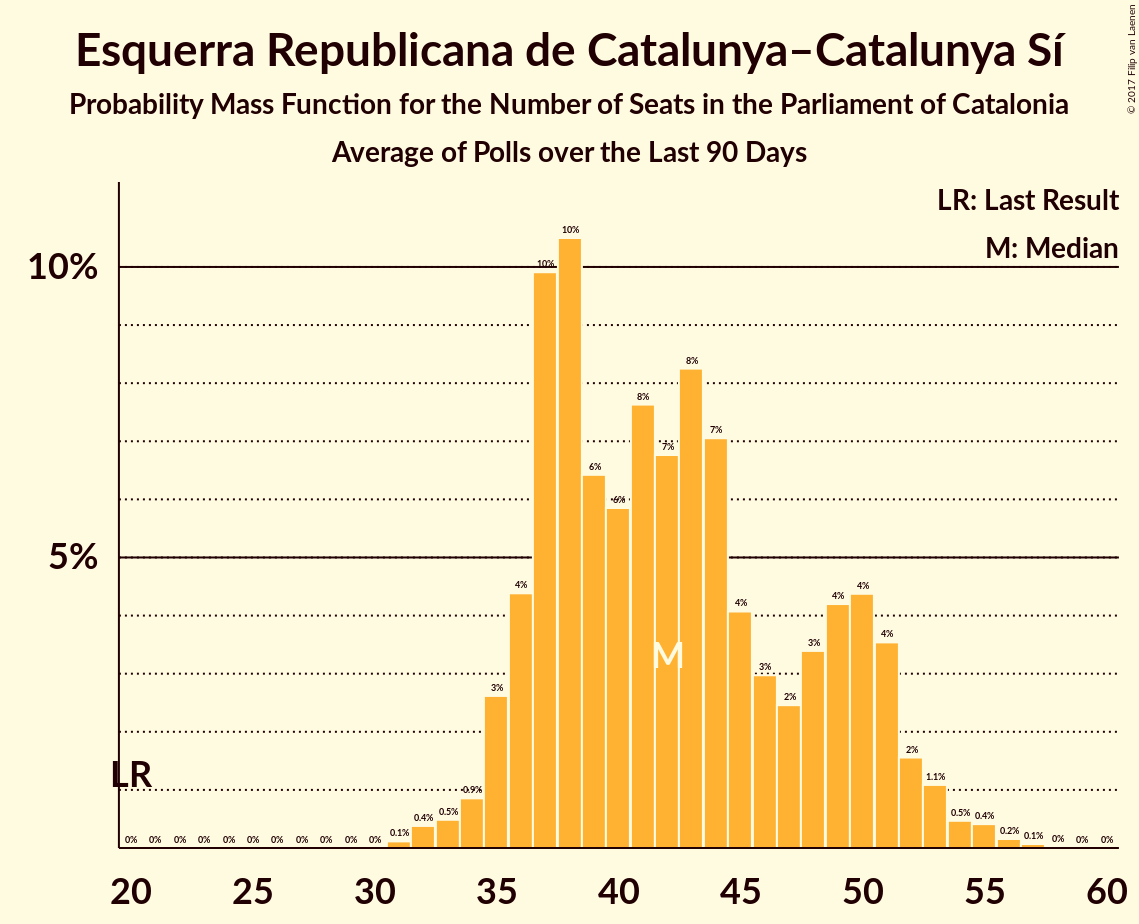 Esquerra Republicana de Catalunya–Catalunya Sí
Probability Mass Function for the Number of Seats in the Parliament of Catalonia
Average of Polls over the Last 90 Days
© 2017 Filip van Laenen
LR: Last Result
M: Median
10%
5%
LR
M
0% 0% 0% 0% 0% 0% 0% 0% 0% 0% 0% 0.1% 0.4% 0.5% 0.9% 3% 4% 10% 10% 6% 6% 8% 7% 8% 7% 4% 3% 2% 3% 4% 4% 4% 2% 1.1% 0.5% 0.4% 0.2% 0.1% 0% 0% 0%
20 25 30 35 40 45 50 55 60